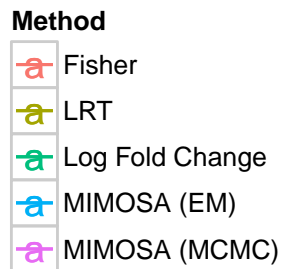 Method
a Fisher
a LRT
a Log Fold Change
a MIMOSA (EM)
a MIMOSA (MCMC)